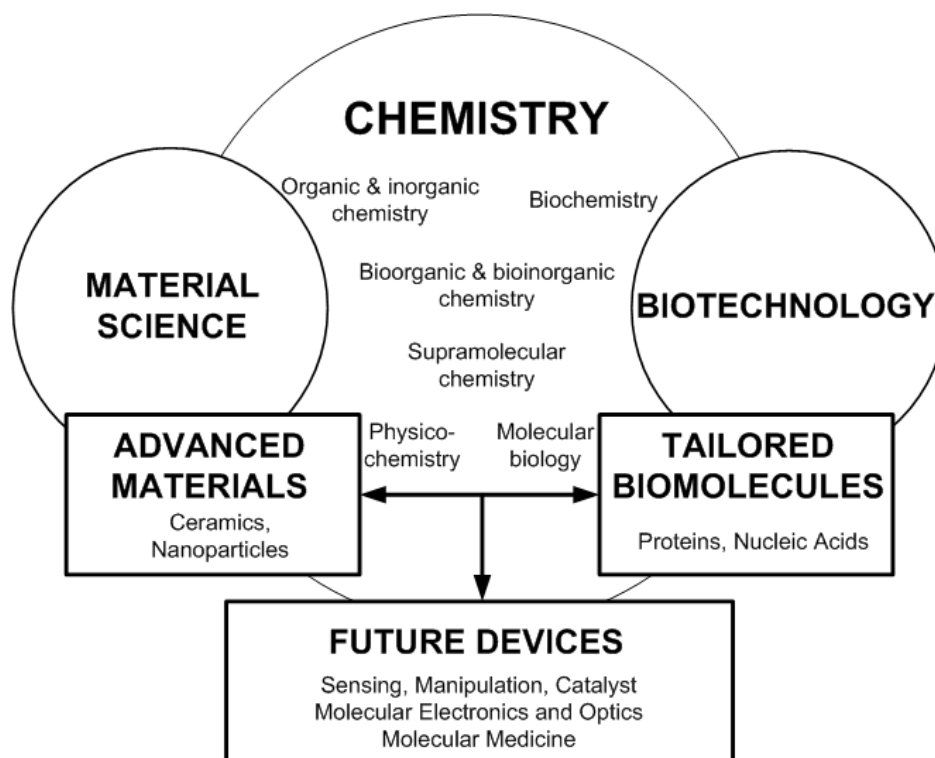 CHEMISTRY
Organic & inorganic
chemistry
Biochemistry
MATERIAL
SCIENCE
Bioorganic & bioinorganic
chemistry
BIOTECHNOLOGY
Supramolecular
chemistry
ADVANCED
MATERIALS
Ceramics,
Nanoparticles
Physico-
chemistry
Molecular
biology
TAILORED
BIOMOLECULES
Proteins, Nucleic Acids
FUTURE DEVICES
Sensing, Manipulation, Catalyst
Molecular Electronics and Optics
Molecular Medicine